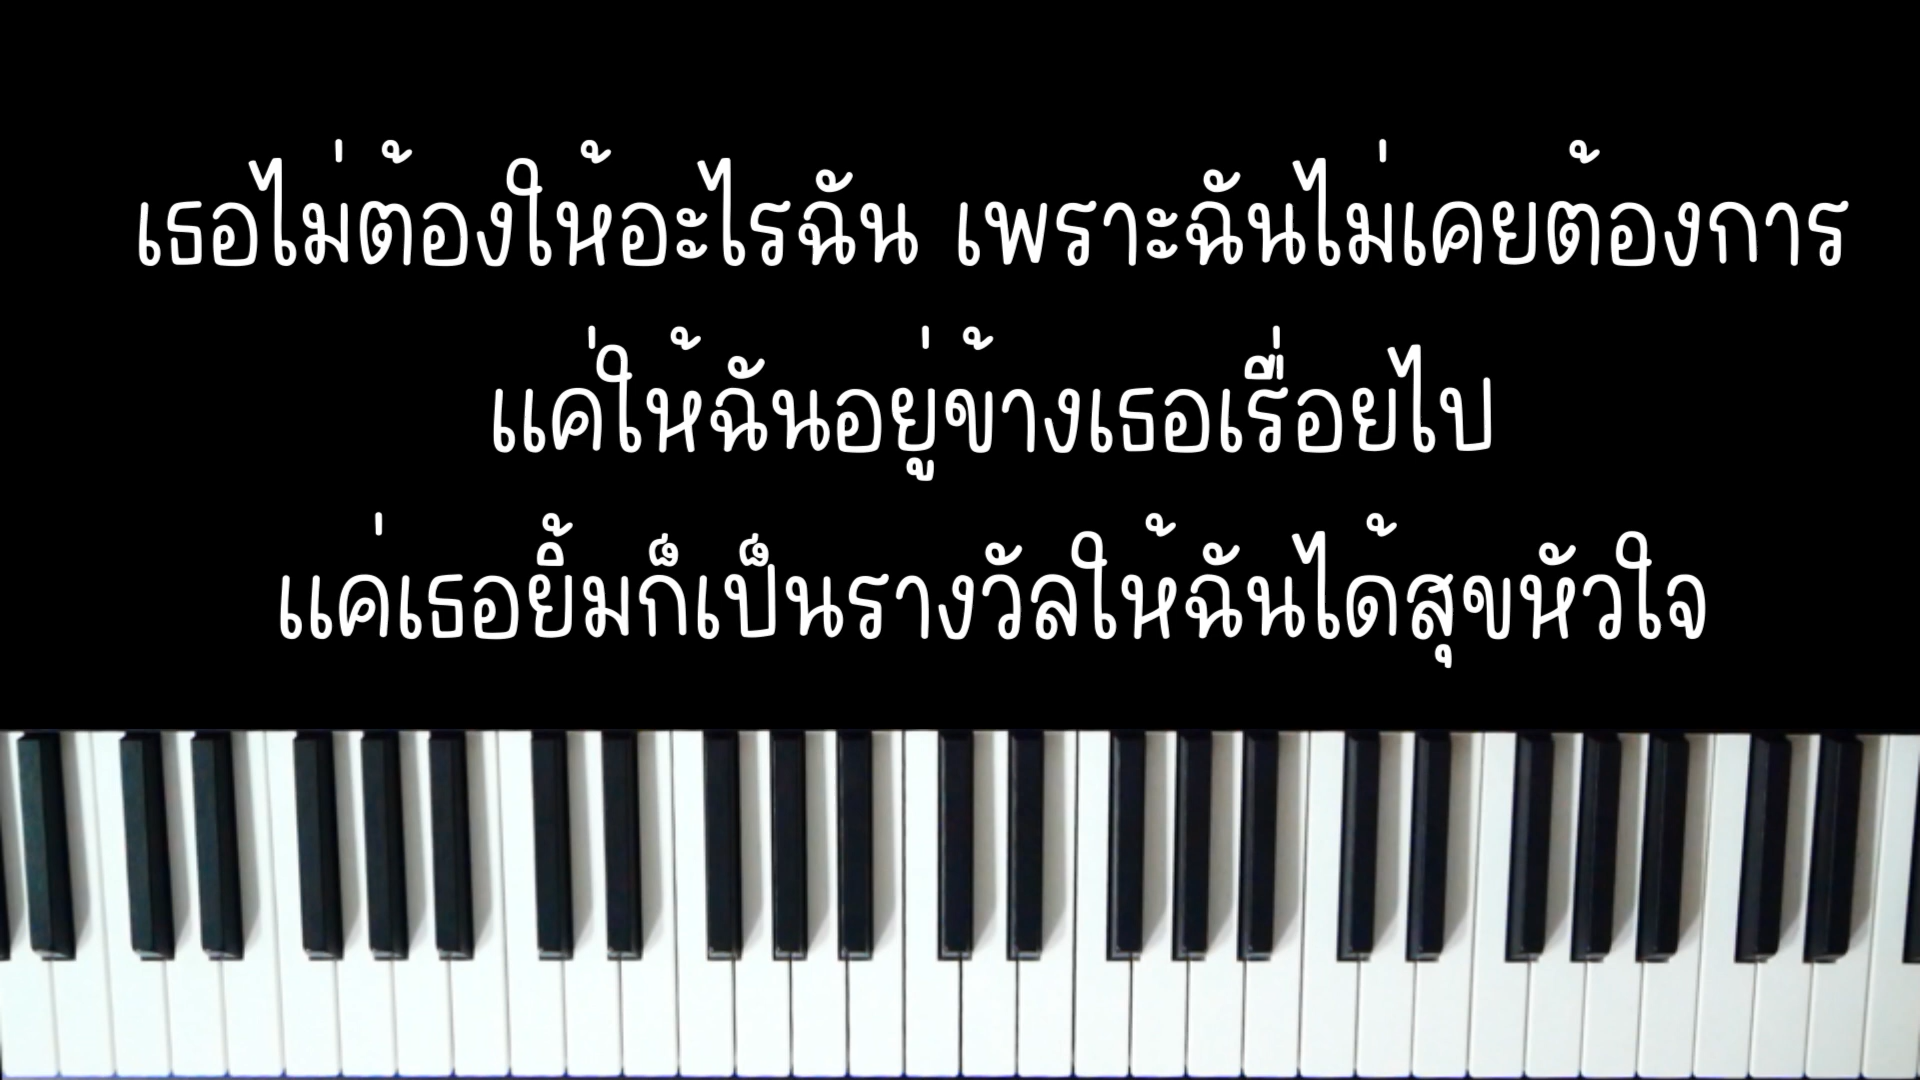 เธอไม่ต้องให้อะไรฉัน เพราะฉันไม่เคยต้องการ
แค่ให้ฉันอยู่ข้างเธอเรื่อยไป
แค่เธอยิ้มก็เป็นรางวัลให้ฉันได้สุขหัวใจ